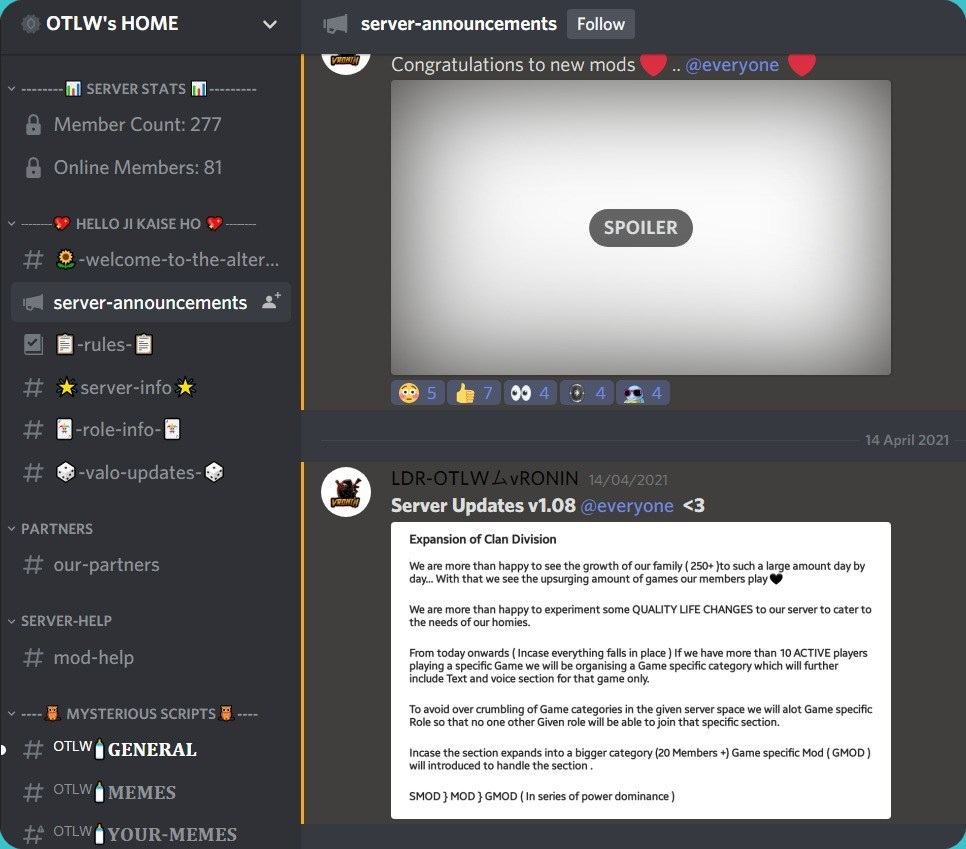 OTLW's HOME
--------📊 SERVER STATS 📊---------
Member Count: 277
Online Members: 81
-------💖 HELLO JI KAISE HO 💖-------
🌻-welcome-to-the-alter...
server-announcements
📋-rules-📋
🌟server-info🌟
🃏-role-info-🃏
🎲-valo-updates-🎲
PARTNERS
our-partners
SERVER-HELP
mod-help
----🦉 MYSTERIOUS SCRIPTS🦉----
OTLW🍼GENERAL
OTLW🍼MEMES
OTLW🍼YOUR-MEMES
server-announcements Follow
Congratulations to new mods ❤️ .. @everyone ❤️
SPOILER
5 7 4 4 4
14 April 2021
LDR-OTLWムvRONIN 14/04/2021
Server Updates v1.08 @everyone <3
Expansion of Clan Division
We are more than happy to see the growth of our family ( 250+ )to such a large amount day by
day... With that we see the upsurging amount of games our members play🖤
We are more than happy to experiment some QUALITY LIFE CHANGES to our server to cater to
the needs of our homies.
From today onwards ( Incase everything falls in place ) If we have more than 10 ACTIVE players
playing a specific Game we will be organising a Game specific category which will further
include Text and voice section for that game only.
To avoid over crumbling of Game categories in the given server space we will alot Game specific
Role so that no one other Given role will be able to join that specific section.
Incase the section expands into a bigger category (20 Members +) Game specific Mod ( GMOD )
will introduced to handle the section .
SMOD } MOD } GMOD ( In series of power dominance )